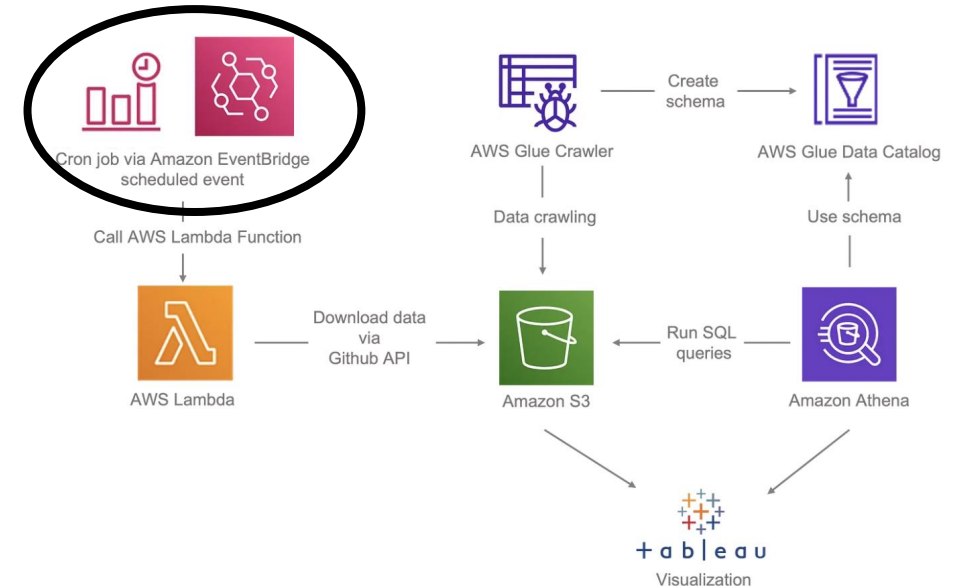 Cron job via Amazon EventBridge
scheduled event
Call AWS Lambda Function
AWS Lambda
Download data
via
Github API
AWS Glue Crawler
Create
schema
AWS Glue Data Catalog
Data crawling
Use schema
Amazon S3
Run SQL
queries
Amazon Athena
+ableau
Visualization